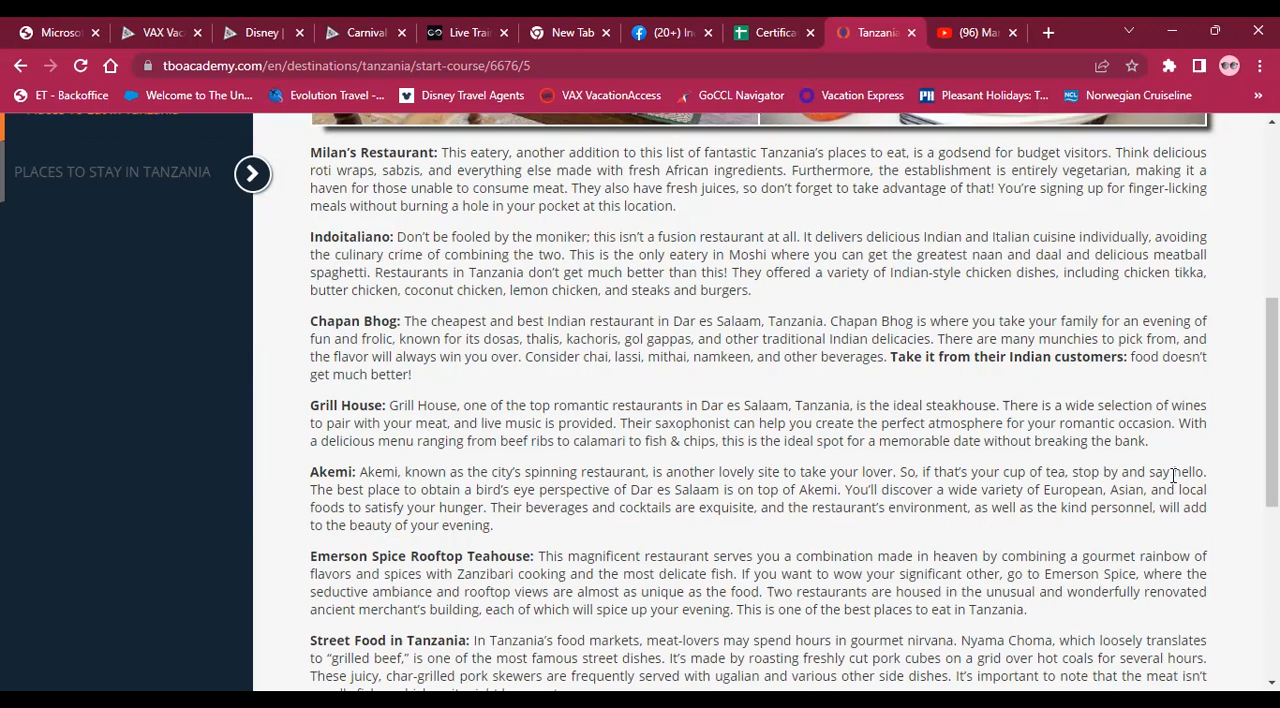 Microso
VAX Vac
Disney |
Carnival
Live Trai
New Tab
(20+) In
Certifica
Tanzania
(96) Ma
tboacademy.com/en/destinations/tanzania/start-course/6676/5
ET - Backoffice
Welcome to The Un...
Evolution Travel -...
Disney Travel Agents
VAX VacationAccess
GoCCL Navigator
Vacation Express
Pleasant Holidays: T...
Norwegian Cruiseline
»
PLACES TO STAY IN TANZANIA
Milan's Restaurant: This eatery, another addition to this list of fantastic Tanzania's places to eat, is a godsend for budget visitors. Think delicious
roti wraps, sabzis, and everything else made with fresh African ingredients. Furthermore, the establishment is entirely vegetarian, making it a
haven for those unable to consume meat. They also have fresh juices, so don't forget to take advantage of that! You're signing up for finger-licking
meals without burning a hole in your pocket at this location.
Indoitaliano: Don't be fooled by the moniker; this isn't a fusion restaurant at all. It delivers delicious Indian and Italian cuisine individually, avoiding
the culinary crime of combining the two. This is the only eatery in Moshi where you can get the greatest naan and daal and delicious meatball
spaghetti. Restaurants in Tanzania don't get much better than this! They offered a variety of Indian-style chicken dishes, including chicken tikka,
butter chicken, coconut chicken, lemon chicken, and steaks and burgers.
Chapan Bhog: The cheapest and best Indian restaurant in Dar es Salaam, Tanzania. Chapan Bhog is where you take your family for an evening of
fun and frolic, known for its dosas, thalis, kachoris, gol gappas, and other traditional Indian delicacies. There are many munchies to pick from, and
the flavor will always win you over. Consider chai, lassi, mithai, namkeen, and other beverages. Take it from their Indian customers: food doesn't
get much better!
Grill House: Grill House, one of the top romantic restaurants in Dar es Salaam, Tanzania, is the ideal steakhouse. There is a wide selection of wines
to pair with your meat, and live music is provided. Their saxophonist can help you create the perfect atmosphere for your romantic occasion. With
a delicious menu ranging from beef ribs to calamari to fish & chips, this is the ideal spot for a memorable date without breaking the bank.
Akemi: Akemi, known as the city's spinning restaurant, is another lovely site to take your lover. So, if that's your cup of tea, stop by and say hello.
The best place to obtain a bird's eye perspective of Dar es Salaam is on top of Akemi. You'll discover a wide variety of European, Asian, and local
foods to satisfy your hunger. Their beverages and cocktails are exquisite, and the restaurant's environment, as well as the kind personnel, will add
to the beauty of your evening.
Emerson Spice Rooftop Teahouse: This magnificent restaurant serves you a combination made in heaven by combining a gourmet rainbow of
flavors and spices with Zanzibari cooking and the most delicate fish. If you want to wow your significant other, go to Emerson Spice, where the
seductive ambiance and rooftop views are almost as unique as the food. Two restaurants are housed in the unusual and wonderfully renovated
ancient merchant's building, each of which will spice up your evening. This is one of the best places to eat in Tanzania.
Street Food in Tanzania: In Tanzania's food markets, meat-lovers may spend hours in gourmet nirvana. Nyama Choma, which loosely translates
to "grilled beef," is one of the most famous street dishes. It's made by roasting freshly cut pork cubes on a grid over hot coals for several hours.
These juicy, char-grilled pork skewers are frequently served with ugalian and various other side dishes. It's important to note that the meat isn't